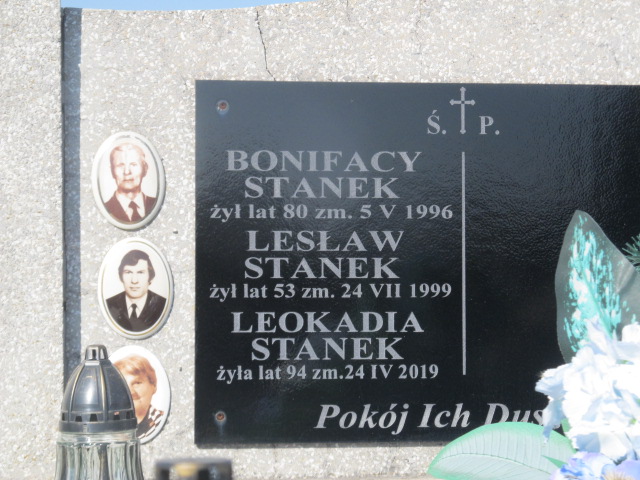 Ś. P.
BONIFACY
STANEK
żył lat 80 zm. 5 V 1996
LESŁAW
STANEK
żył lat 53 zm. 24 VII 1999
LEOKADIA
STANEK
żyła lat 94 zm.24 IV 2019
Pokój Ich